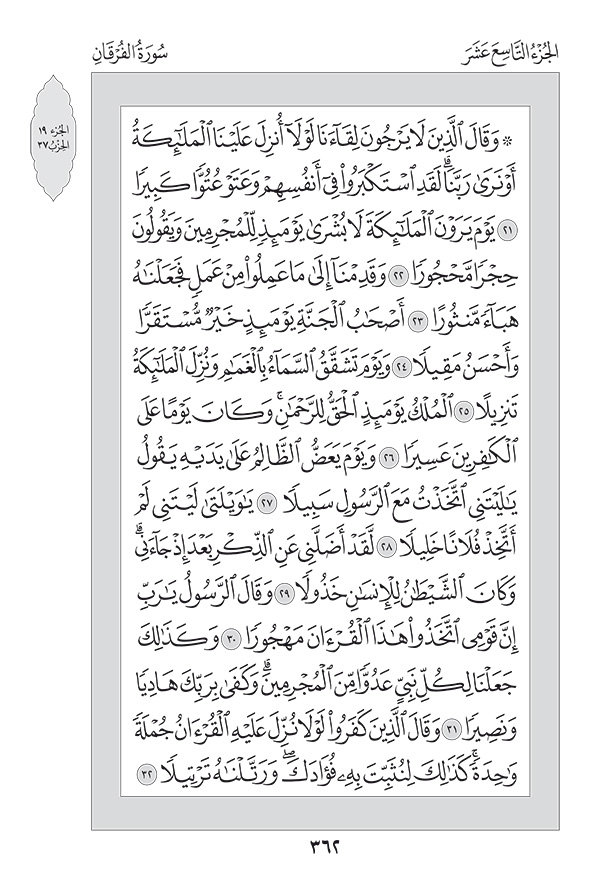 الجُزْءُ التَّاسِعَ عَشَرَ
سُورَةُ الفُرْقَانِ
الجُزْء ١٩
الحِزْبُ ٣٧
۞ وَقَالَ ٱلَّذِينَ لَا يَرْجُونَ لِقَآءَنَا لَوْلَآ أُنزِلَ عَلَيْنَا ٱلْمَلَٰٓئِكَةُ
أَوْ نَرَىٰ رَبَّنَاۗ لَقَدِ ٱسْتَكْبَرُوا۟ فِىٓ أَنفُسِهِمْ وَعَتَوْ عُتُوًّا كَبِيرًا
٢١ يَوْمَ يَرَوْنَ ٱلْمَلَٰٓئِكَةَ لَا بُشْرَىٰ يَوْمَئِذٍ لِّلْمُجْرِمِينَ وَيَقُولُونَ
حِجْرًا مَّحْجُورًا ٢٢ وَقَدِمْنَآ إِلَىٰ مَا عَمِلُوا۟ مِنْ عَمَلٍ فَجَعَلْنَٰهُ
هَبَآءً مَّنثُورًا ٢٣ أَصْحَٰبُ ٱلْجَنَّةِ يَوْمَئِذٍ خَيْرٌ مُّسْتَقَرًّا
وَأَحْسَنُ مَقِيلًا ٢٤ وَيَوْمَ تَشَقَّقُ ٱلسَّمَآءُ بِٱلْغَمَٰمِ وَنُزِّلَ ٱلْمَلَٰٓئِكَةُ
تَنزِيلًا ٢٥ ٱلْمُلْكُ يَوْمَئِذٍ ٱلْحَقُّ لِلرَّحْمَٰنِۚ وَكَانَ يَوْمًا عَلَى
ٱلْكَٰفِرِينَ عَسِيرًا ٢٦ وَيَوْمَ يَعَضُّ ٱلظَّالِمُ عَلَىٰ يَدَيْهِ يَقُولُ
يَٰلَيْتَنِى ٱتَّخَذْتُ مَعَ ٱلرَّسُولِ سَبِيلًا ٢٧ يَٰوَيْلَتَىٰ لَيْتَنِى لَمْ
أَتَّخِذْ فُلَانًا خَلِيلًا ٢٨ لَّقَدْ أَضَلَّنِى عَنِ ٱلذِّكْرِ بَعْدَ إِذْ جَآءَنِىۗ
وَكَانَ ٱلشَّيْطَٰنُ لِلْإِنسَٰنِ خَذُولًا ٢٩ وَقَالَ ٱلرَّسُولُ يَٰرَبِّ
إِنَّ قَوْمِى ٱتَّخَذُوا۟ هَٰذَا ٱلْقُرْءَانَ مَهْجُورًا ٣٠ وَكَذَٰلِكَ
جَعَلْنَا لِكُلِّ نَبِىٍّ عَدُوًّا مِّنَ ٱلْمُجْرِمِينَۗ وَكَفَىٰ بِرَبِّكَ هَادِيًا
وَنَصِيرًا ٣١ وَقَالَ ٱلَّذِينَ كَفَرُوا۟ لَوْلَا نُزِّلَ عَلَيْهِ ٱلْقُرْءَانُ جُمْلَةً
وَٰحِدَةًۚ كَذَٰلِكَ لِنُثَبِّتَ بِهِۦ فُؤَادَكَۖ وَرَتَّلْنَٰهُ تَرْتِيلًا ٣٢
٣٦٢